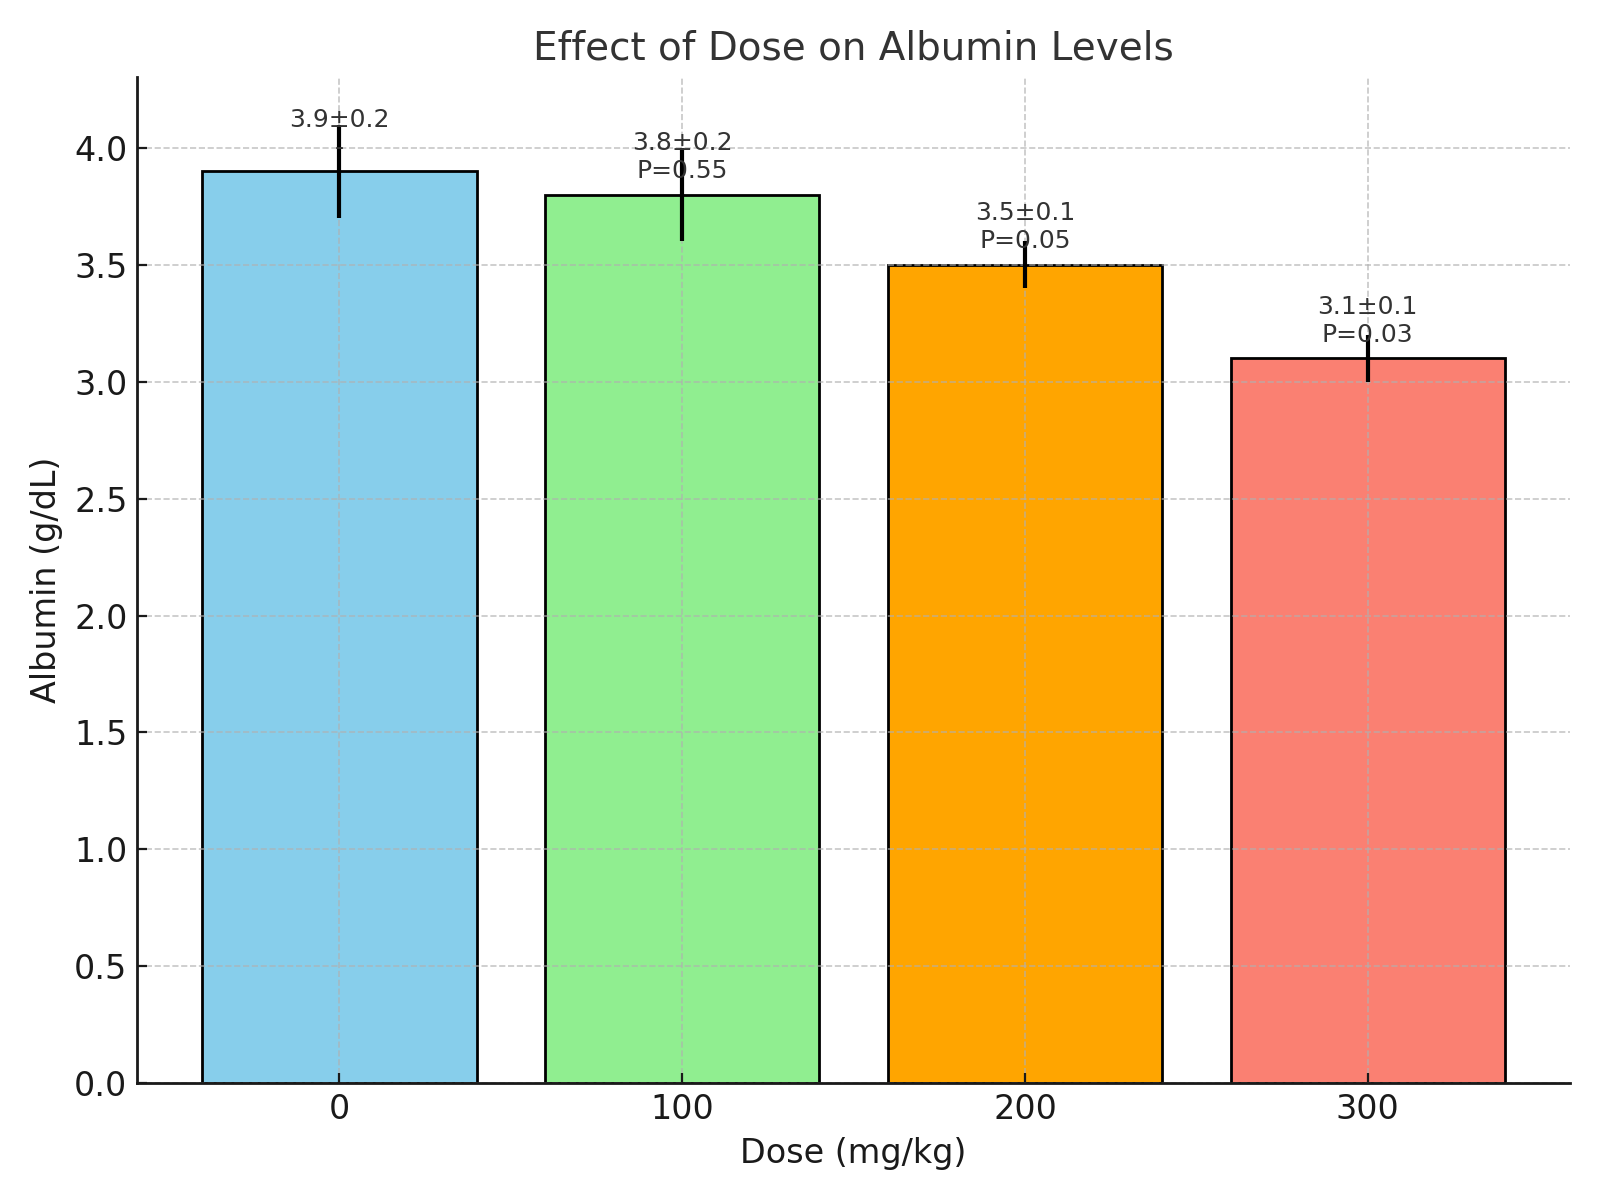 Effect of Dose on Albumin Levels
3.9±0.2
3.8±0.2
P=0.55
3.5±0.1
P=0.05
3.1±0.1
P=0.03
4.0
3.5
3.0
2.5
2.0
1.5
1.0
0.5
0.0
Albumin (g/dL)
0 100 200 300
Dose (mg/kg)